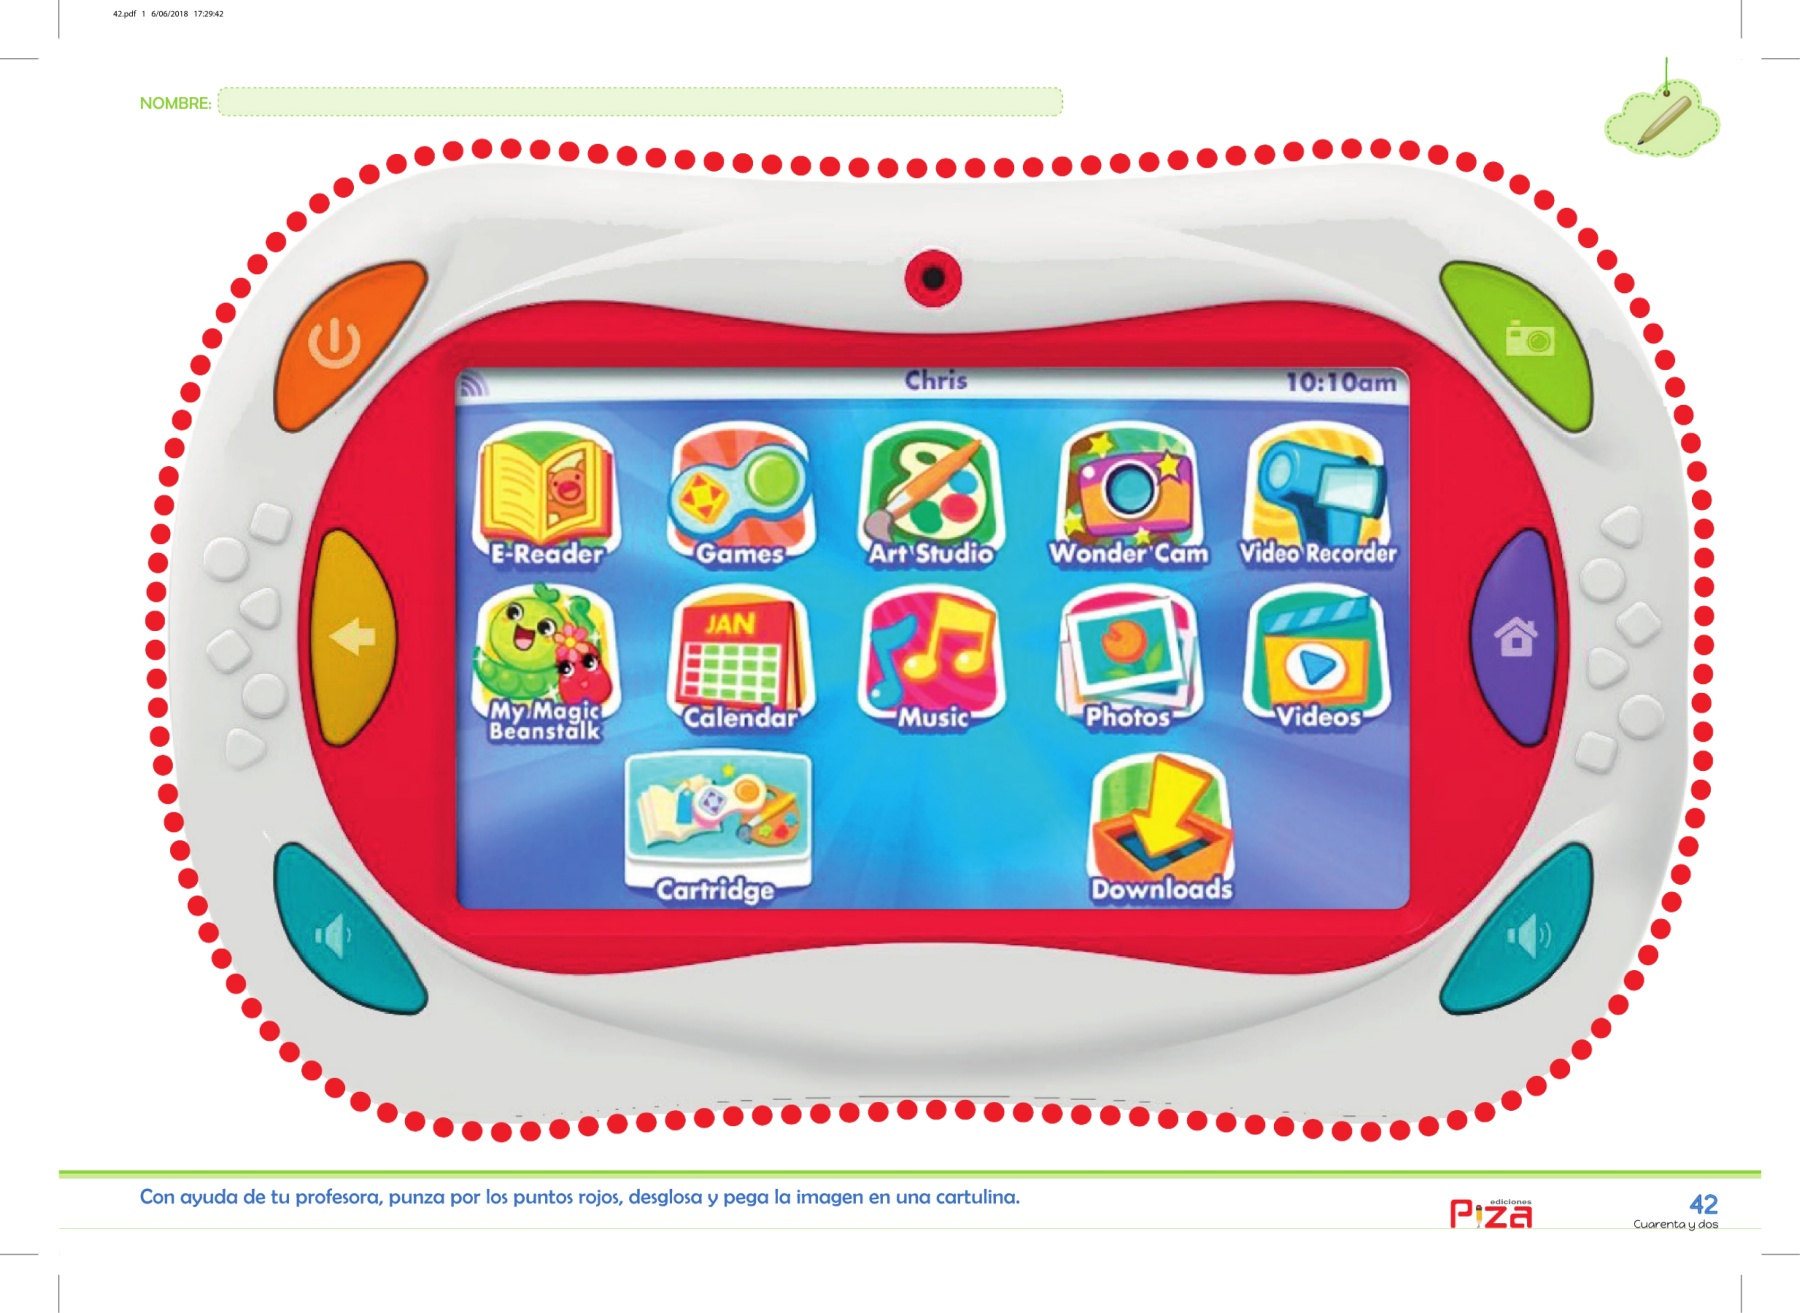 42.pdf 1 6/06/2018 17:29:42
NOMBRE:
Chris
10:10am
E-Reader
Games
Art Studio
Wonder Cam
Video Recorder
My Magic
Beanstalk
JAN
Calendar
Music
Photos
Videos
Cartridge
Downloads
Con ayuda de tu profesora, punza por los puntos rojos, desglosa y pega la imagen en una cartulina.
ediciones
Piza
42
Cuarenta y dos